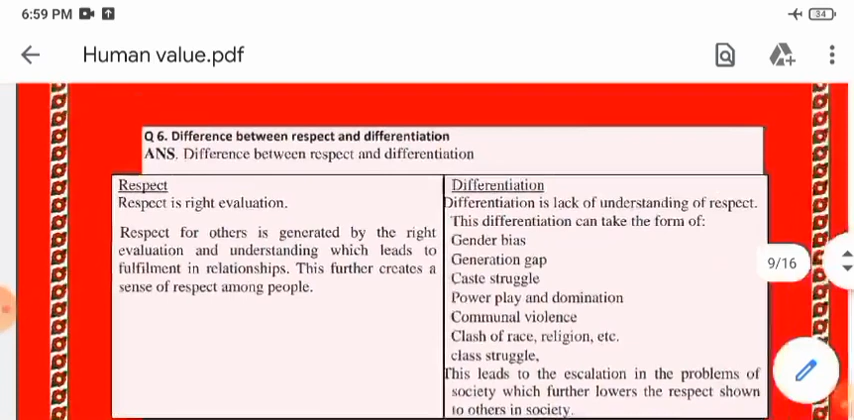 6:59 PM
34
Human value.pdf
Q 6. Difference between respect and differentiation
ANS. Difference between respect and differentiation
Respect
Respect is right evaluation.
Respect for others is generated by the right
evaluation and understanding which leads to
fulfilment in relationships. This further creates a
sense of respect among people.
Differentiation
Differentiation is lack of understanding of respect.
This differentiation can take the form of:
Gender bias
Generation gap
Caste struggle
Power play and domination
Communal violence
Clash of race, religion, etc.
class struggle,
This leads to the escalation in the problems of
society which further lowers the respect shown
to others in society.
9/16